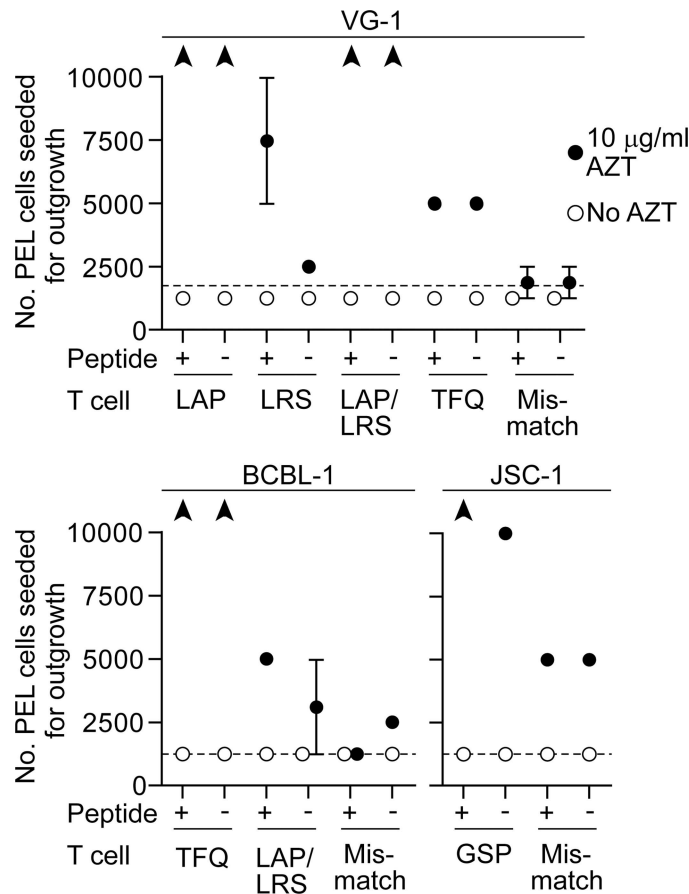 VG-1
No. PEL cells seeded
for outgrowth
10000
7500
5000
2500
0
10 μg/ml
AZT
No AZT
Peptide + - + - + - + - + -
T cell LAP LRS LAP/ TFQ Mis-
LRS match
BCBL-1 JSC-1
No. PEL cells seeded
for outgrowth
10000
7500
5000
2500
0
Peptide + - + - + - + - + -
T cell TFQ LAP/ Mis- GSP Mis-
LRS match match